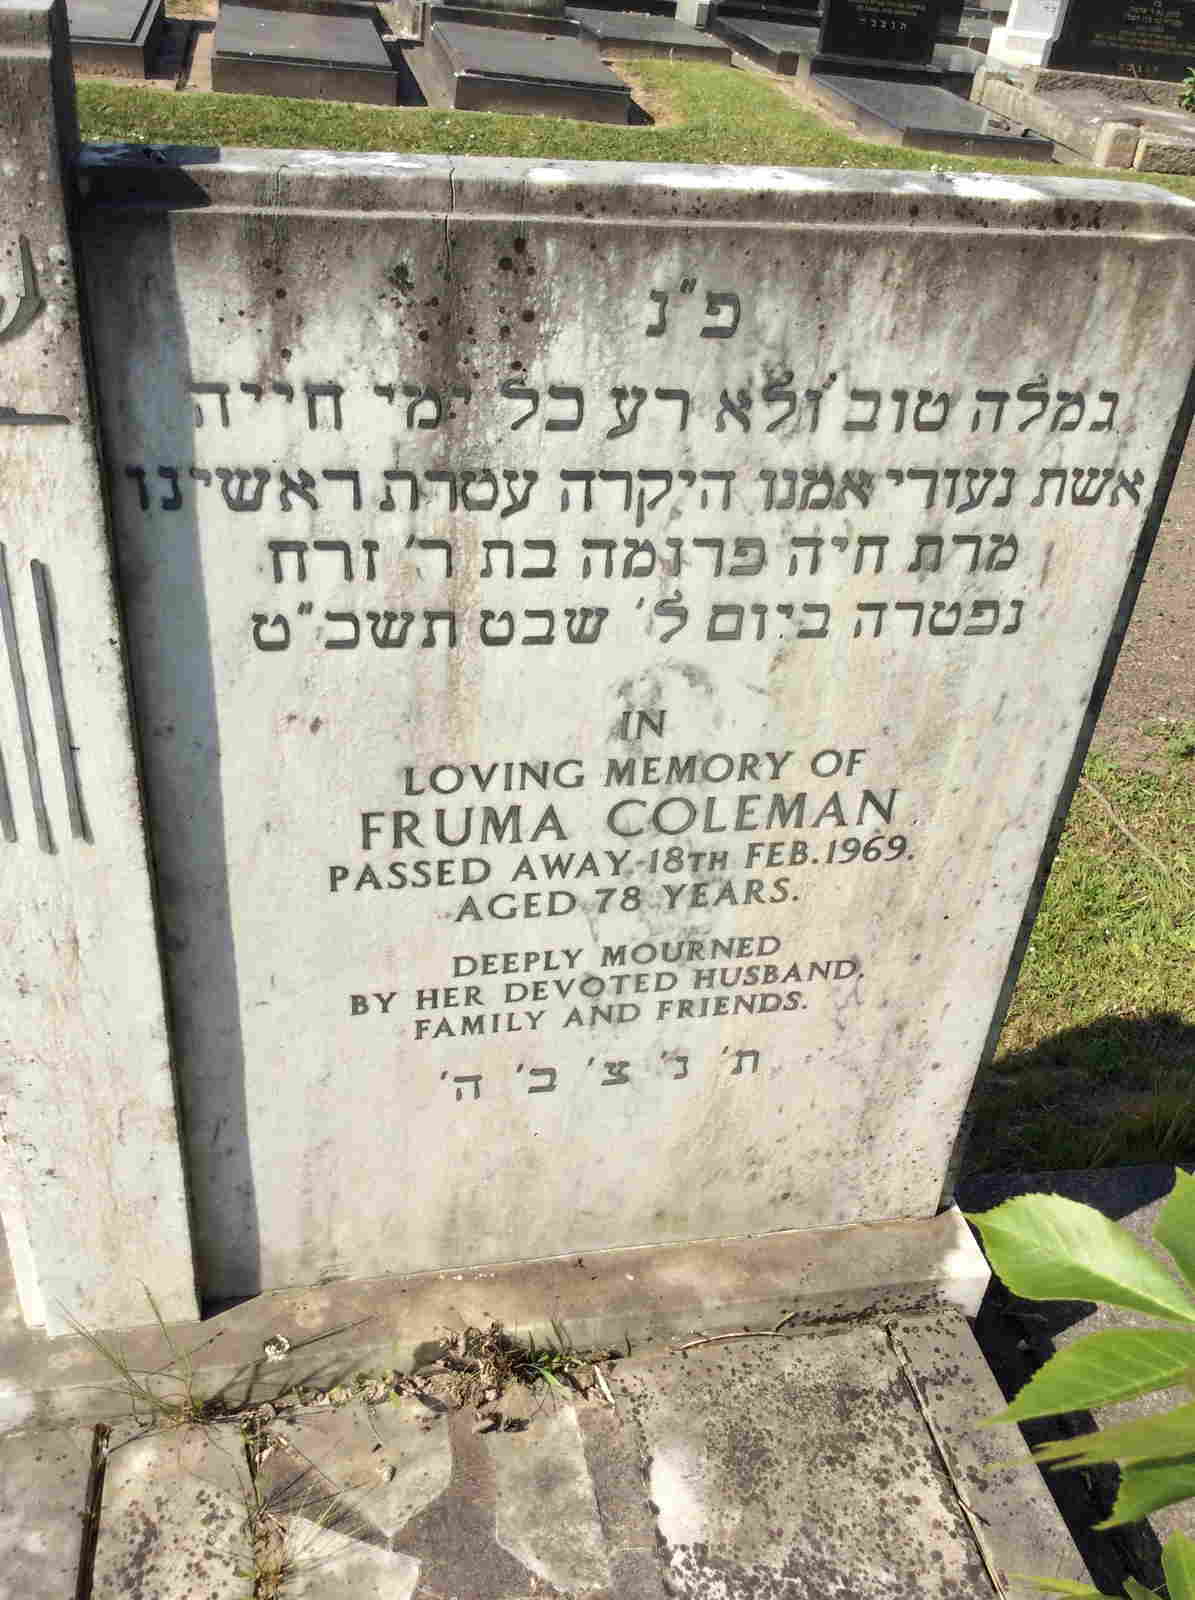 פ"נ
גמלה טוב ולא רע כל ימי חייה
אשת נעורי אמנו היקרה עטרת ראשינו
מרת חיה פרומה בת ר' זרח
נפטרה ביום ל' שבט תשכ"ט
IN
LOVING MEMORY OF
FRUMA COLEMAN
PASSED AWAY 18TH FEB. 1969.
AGED 78 YEARS.
DEEPLY MOURNED
BY HER DEVOTED HUSBAND.
FAMILY AND FRIENDS.
ת' נ' צ' ב' ה'